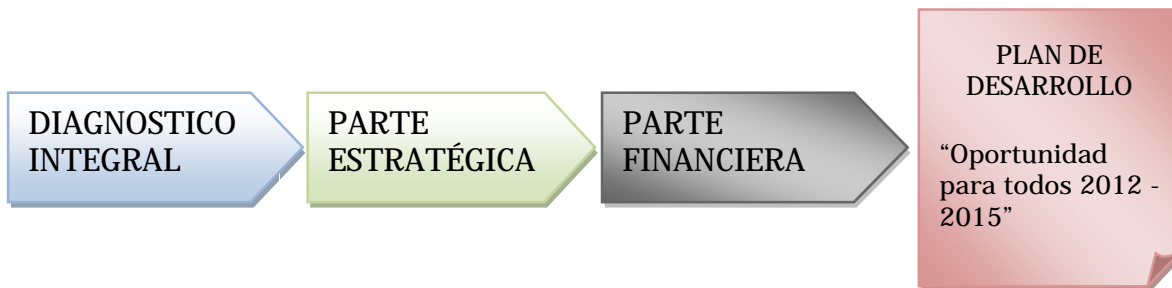 DIAGNOSTICO
INTEGRAL
PARTE
ESTRATÉGICA
PARTE
FINANCIERA
PLAN DE
DESARROLLO
“Oportunidad
para todos 2012 -
2015”